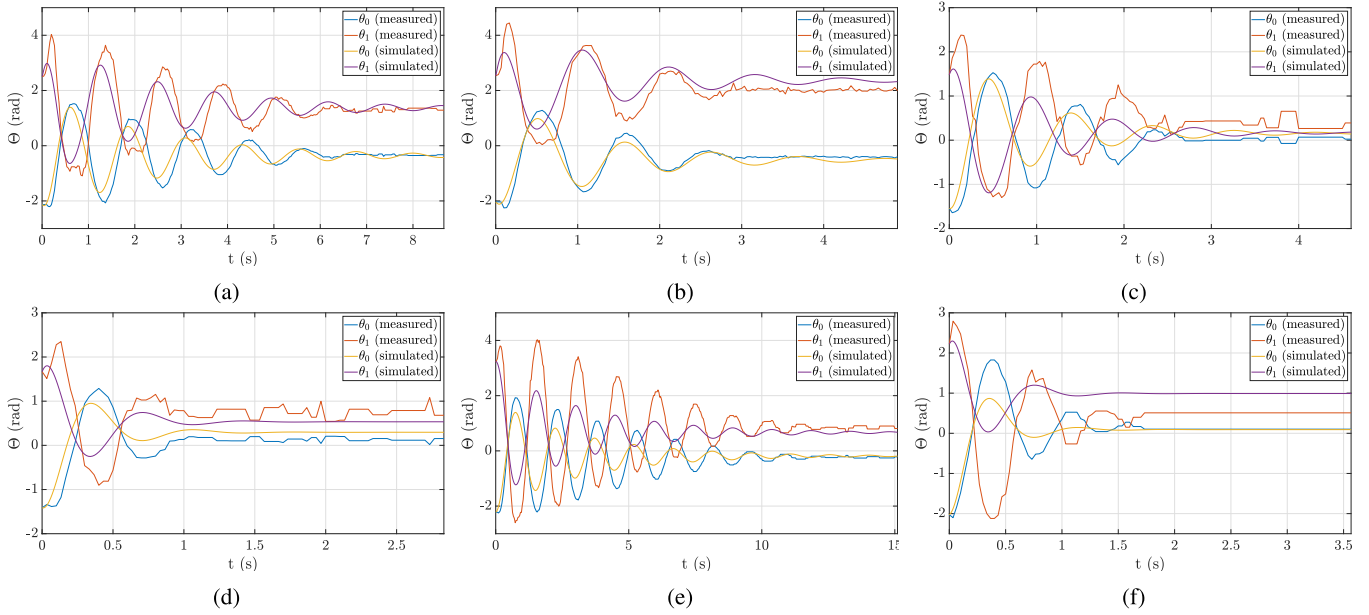 θ₀ (measured)
θ₁ (measured)
θ₀ (simulated)
θ₁ (simulated)
4
2
0
-2
Θ (rad)
0 1 2 3 4 5 6 7 8
t (s)
(a)
θ₀ (measured)
θ₁ (measured)
θ₀ (simulated)
θ₁ (simulated)
4
2
0
-2
Θ (rad)
0 1 2 3 4
t (s)
(b)
θ₀ (measured)
θ₁ (measured)
θ₀ (simulated)
θ₁ (simulated)
3
2
1
0
-1
-2
Θ (rad)
0 1 2 3 4
t (s)
(c)
θ₀ (measured)
θ₁ (measured)
θ₀ (simulated)
θ₁ (simulated)
3
2
1
0
-1
-2
Θ (rad)
0 0.5 1 1.5 2 2.5
t (s)
(d)
θ₀ (measured)
θ₁ (measured)
θ₀ (simulated)
θ₁ (simulated)
4
2
0
-2
Θ (rad)
0 5 10 15
t (s)
(e)
θ₀ (measured)
θ₁ (measured)
θ₀ (simulated)
θ₁ (simulated)
3
2
1
0
-1
-2
Θ (rad)
0 0.5 1 1.5 2 2.5 3 3.5
t (s)
(f)